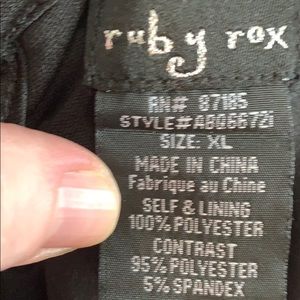 ruby rox
RN# 87185
STYLE#AB06672i
SIZE: XL
MADE IN CHINA
Fabrique au Chine
SELF & LINING
100% POLYESTER
CONTRAST
95% POLYESTER
5% SPANDEX